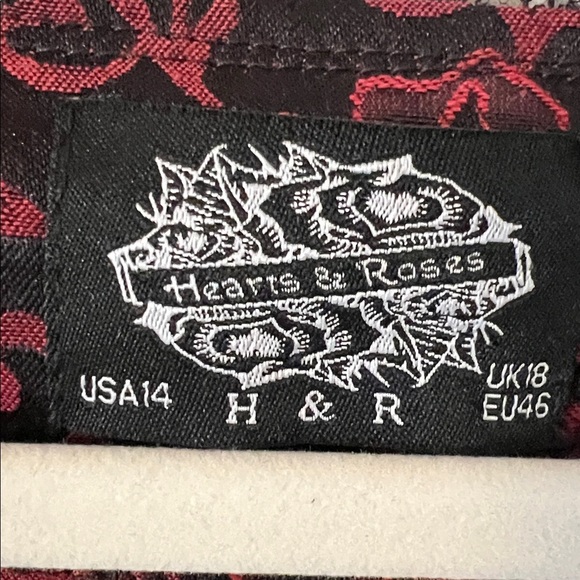 Hearts & Roses
USA14
H & R
UK18
EU46